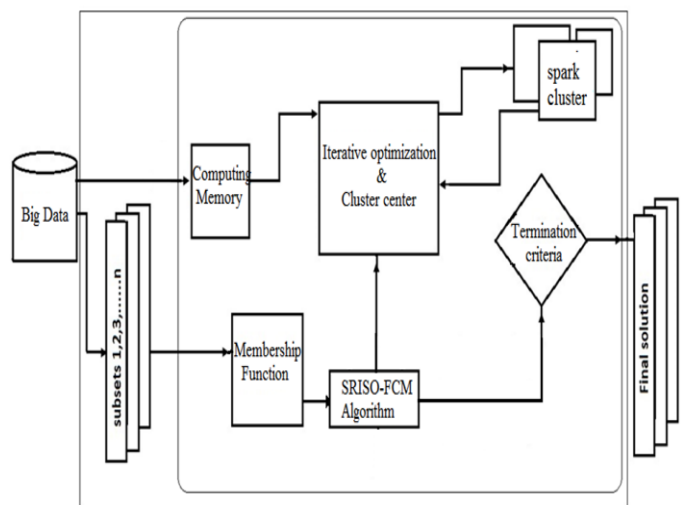 spark
cluster
Iterative optimization
&
Cluster center
Computing
Memory
Big Data
Termination
criteria
subsets 1,2,3,......n
Membership
Function
SRISO-FCM
Algorithm
Final solution